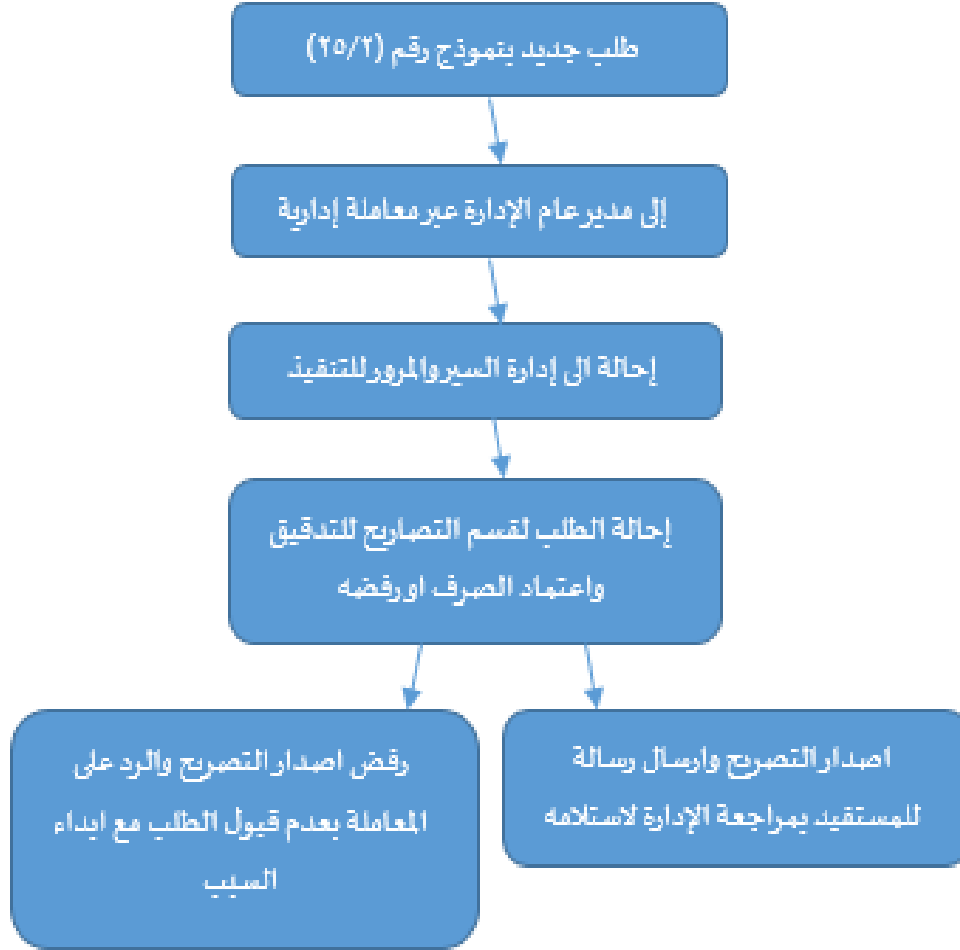 طلب جديد بنموذج رقم (٢٥/٢)
إلى مدير عام الإدارة عبر معاملة إدارية
إحالة الى إدارة السير والمرور للتنفيذ
إحالة الطلب لقسم التصاريح للتدقيق
واعتماد الصرف او رفضه
اصدار التصريح وارسال رسالة
للمستفيد بمراجعة الإدارة لاستلامه
رفض اصدار التصريح والرد على
المعاملة بعدم قبول الطلب مع ابداء
السبب